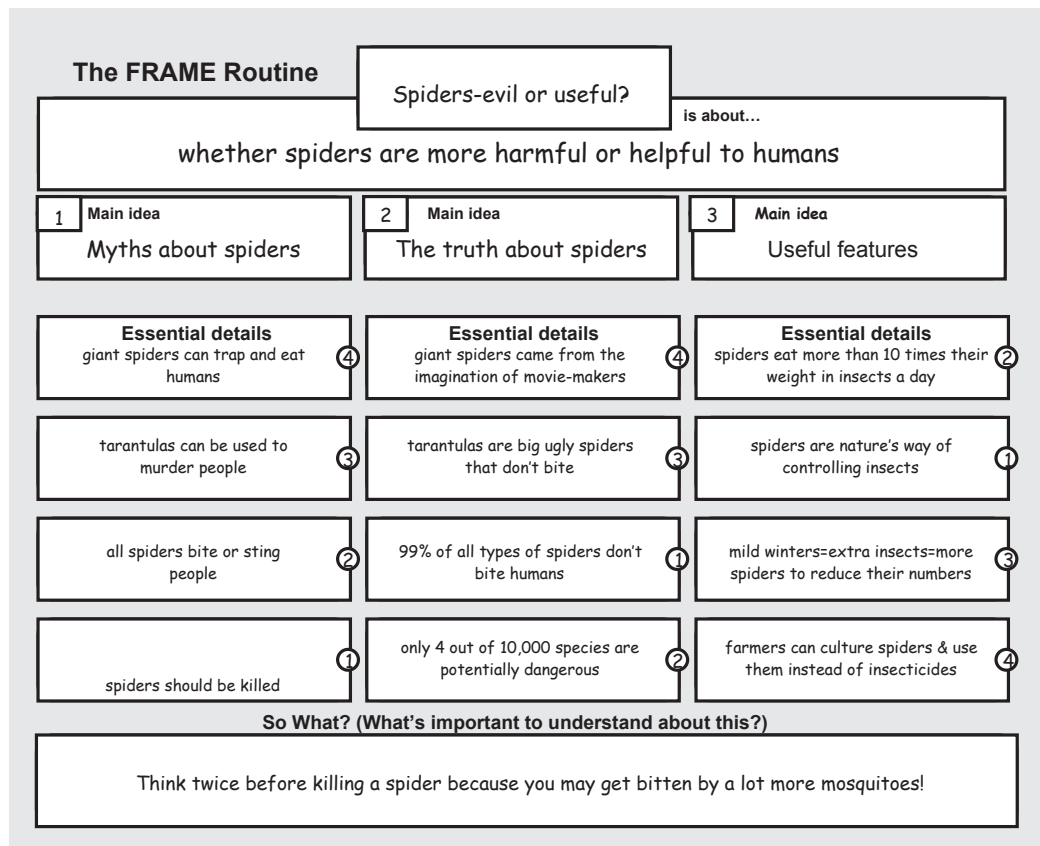 The FRAME Routine
Spiders-evil or useful?
is about…
whether spiders are more harmful or helpful to humans
1
Main idea
Myths about spiders
2
Main idea
The truth about spiders
3
Main idea
Useful features
Essential details
giant spiders can trap and eat
humans
4
tarantulas can be used to
murder people
3
all spiders bite or sting
people
2
spiders should be killed
1
Essential details
giant spiders came from the
imagination of movie-makers
4
tarantulas are big ugly spiders
that don't bite
3
99% of all types of spiders don't
bite humans
1
only 4 out of 10,000 species are
potentially dangerous
2
Essential details
spiders eat more than 10 times their
weight in insects a day
2
spiders are nature's way of
controlling insects
1
mild winters=extra insects=more
spiders to reduce their numbers
3
farmers can culture spiders & use
them instead of insecticides
4
So What? (What's important to understand about this?)
Think twice before killing a spider because you may get bitten by a lot more mosquitoes!